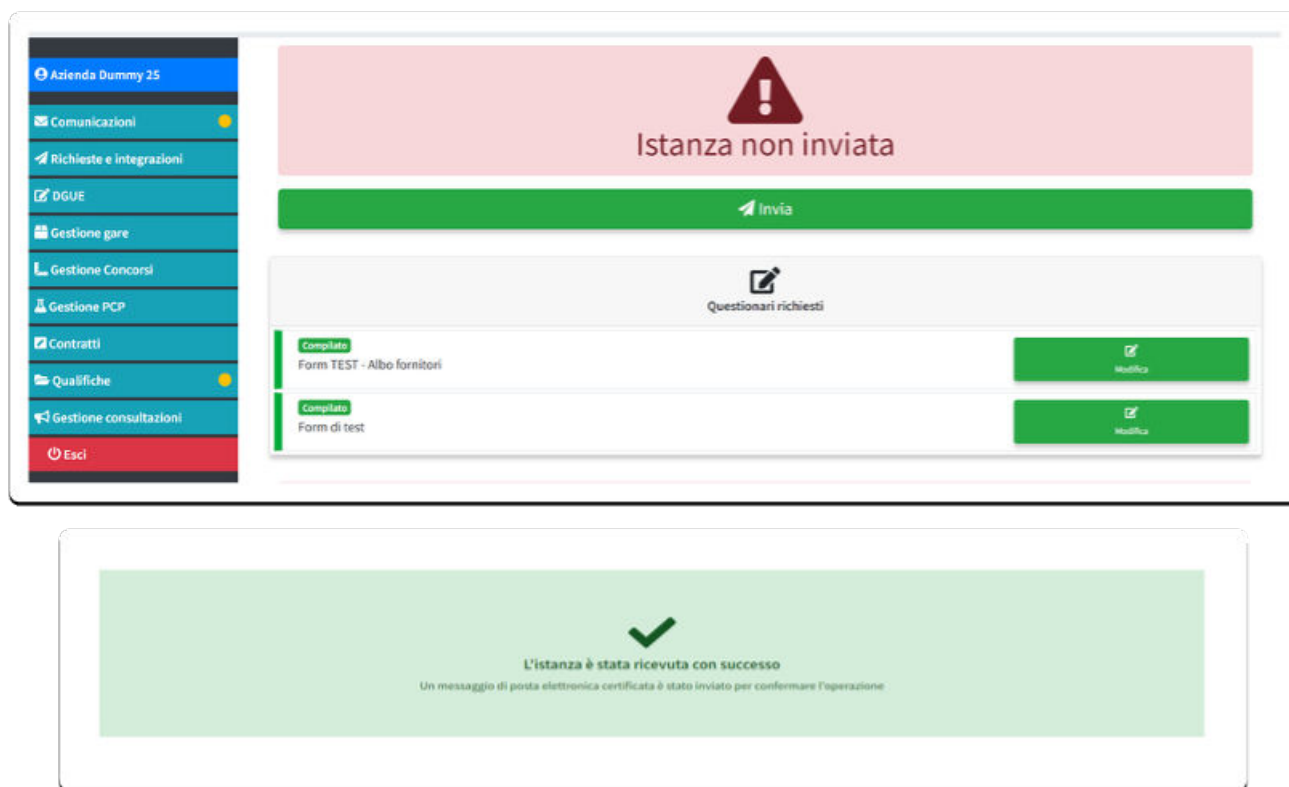 Azienda Dummy 25
Comunicazioni
Richieste e integrazioni
DGUE
Gestione gare
Gestione Concorsi
Gestione PCP
Contratti
Qualifiche
Gestione consultazioni
Esci
Istanza non inviata
Invia
Questionari richiesti
Compilato
Form TEST - Albo fornitori
Modifica
Compilato
Form di test
Modifica
L'istanza è stata ricevuta con successo
Un messaggio di posta elettronica certificata è stato inviato per confermare l'operazione